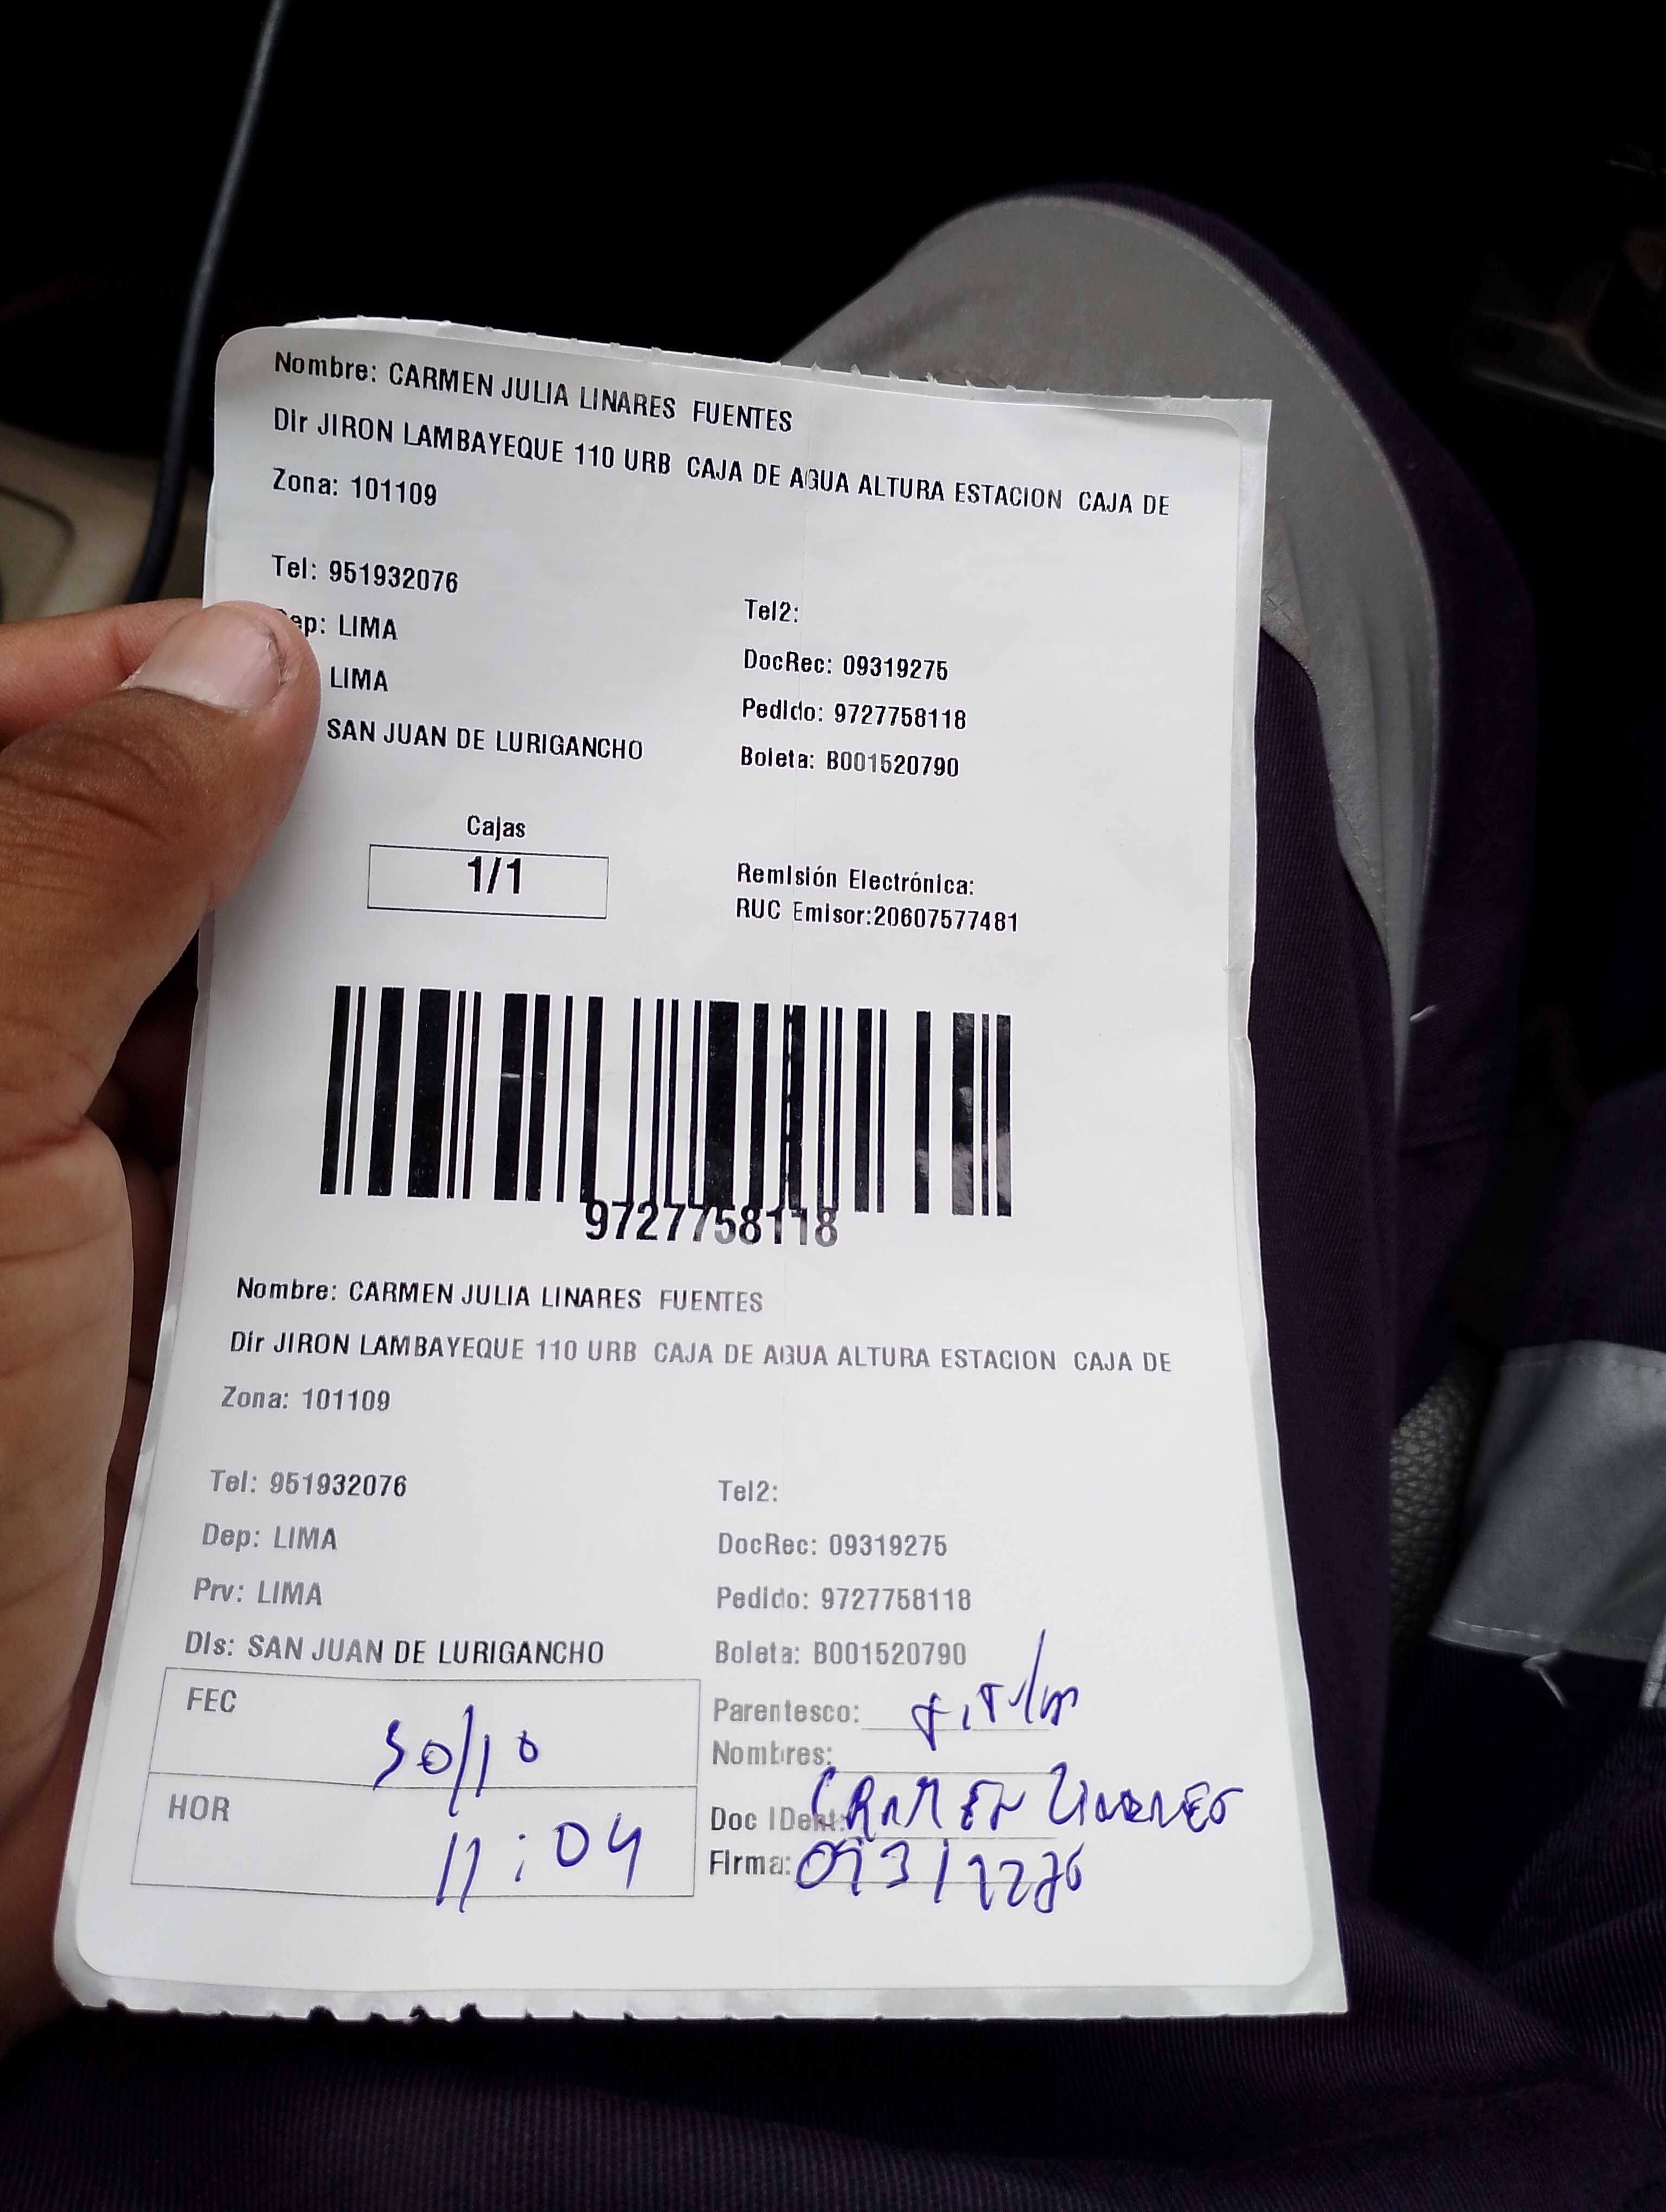 Nombre: CARMEN JULIA LINARES FUENTES
Dir JIRON LAMBAYEQUE 110 URB CAJA DE AGUA ALTURA ESTACION CAJA DE
Zona: 101109
Tel: 951932076
Tel2:
ep: LIMA
DocRec: 09319275
LIMA
Pedido: 9727758118
SAN JUAN DE LURIGANCHO
Boleta: B001520790
Cajas
1/1
Remisión Electrónica:
RUC Emisor:20607577481
9727758118
Nombre: CARMEN JULIA LINARES FUENTES
Dir JIRON LAMBAYEQUE 110 URB CAJA DE AGUA ALTURA ESTACION CAJA DE
Zona: 101109
Tel: 951932076
Tel2:
Dep: LIMA
DocRec: 09319275
Prv: LIMA
Pedido: 9727758118
Dis: SAN JUAN DE LURIGANCHO
Boleta: B001520790
FEC 30/10
Parentesco: titular
Nombres:
HOR 11:04
Doc IDent: CARMEN LINARES
Firma: